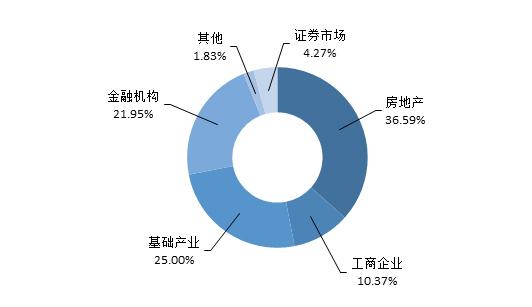 其他
1.83%
证券市场
4.27%
金融机构
21.95%
房地产
36.59%
基础产业
25.00%
工商企业
10.37%